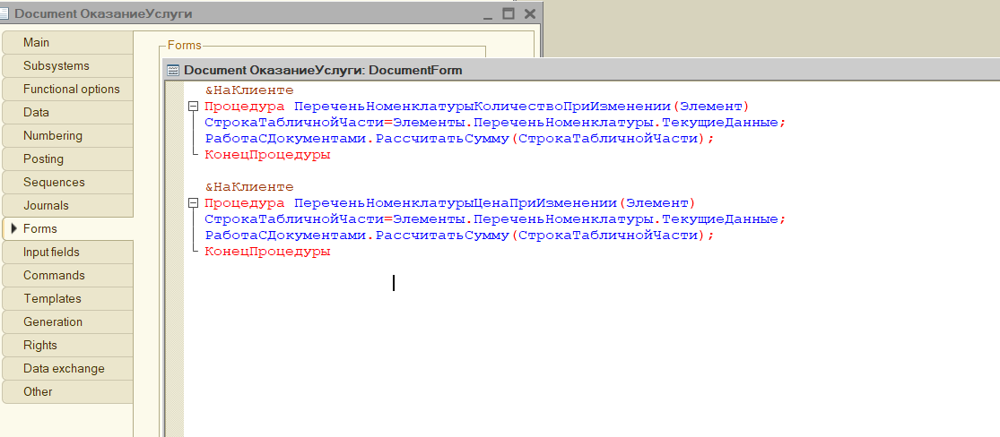 Document ОказаниеУслуги
Main
Subsystems
Functional options
Data
Numbering
Posting
Sequences
Journals
Forms
Input fields
Commands
Templates
Generation
Rights
Data exchange
Other
Forms
Document ОказаниеУслуги: DocumentForm
&НаКлиенте
Процедура ПереченьНоменклатурыКоличествоПриИзменении(Элемент)
СтрокаТабличнойЧасти=Элементы.ПереченьНоменклатуры.ТекущиеДанные;
РаботаСДокументами.РассчитатьСумму(СтрокаТабличнойЧасти);
КонецПроцедуры
&НаКлиенте
Процедура ПереченьНоменклатурыЦенаПриИзменении(Элемент)
СтрокаТабличнойЧасти=Элементы.ПереченьНоменклатуры.ТекущиеДанные;
РаботаСДокументами.РассчитатьСумму(СтрокаТабличнойЧасти);
КонецПроцедуры